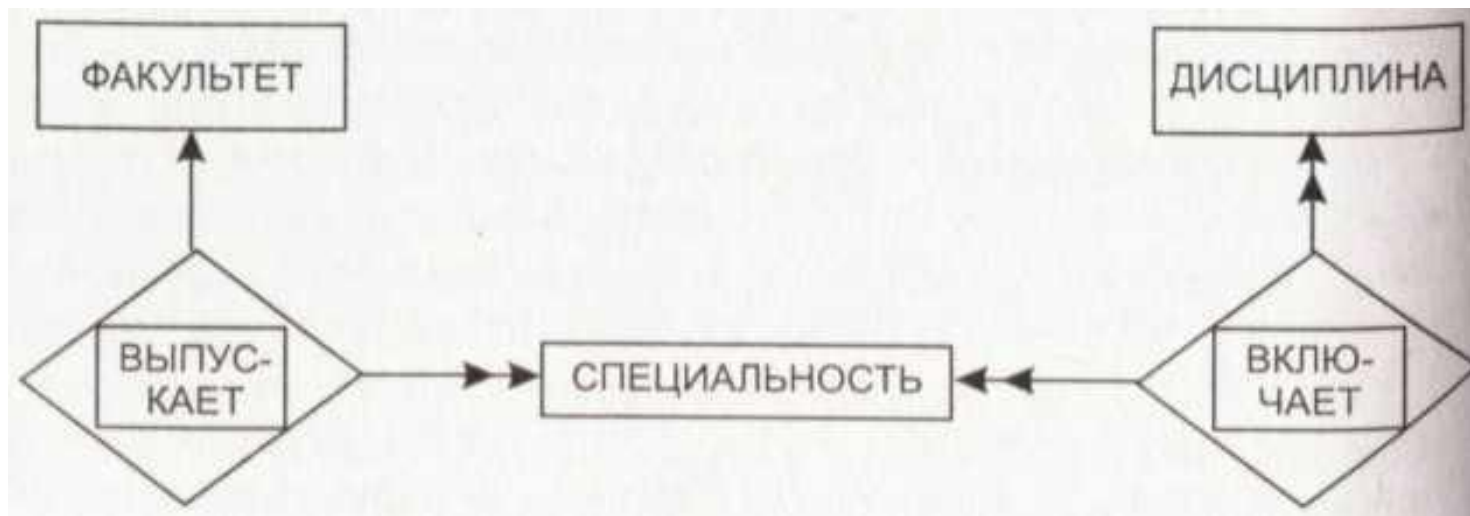 ФАКУЛЬТЕТ
ДИСЦИПЛИНА
ВЫПУС-
КАЕТ
СПЕЦИАЛЬНОСТЬ
ВКЛЮ-
ЧАЕТ